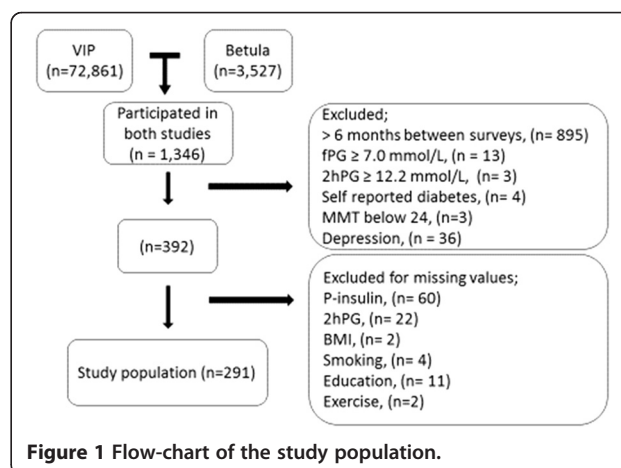 VIP
(n=72,861)
Betula
(n=3,527)
Participated in
both studies
(n = 1,346)
Excluded;
> 6 months between surveys, (n= 895)
fPG ≥ 7.0 mmol/L, (n = 13)
2hPG ≥ 12.2 mmol/L, (n = 3)
Self reported diabetes, (n= 4)
MMT below 24, (n=3)
Depression, (n = 36)
(n=392)
Excluded for missing values;
P-insulin, (n= 60)
2hPG, (n= 22)
BMI, (n= 2)
Smoking, (n= 4)
Education, (n= 11)
Exercise, (n=2)
Study population (n=291)
Figure 1 Flow-chart of the study population.